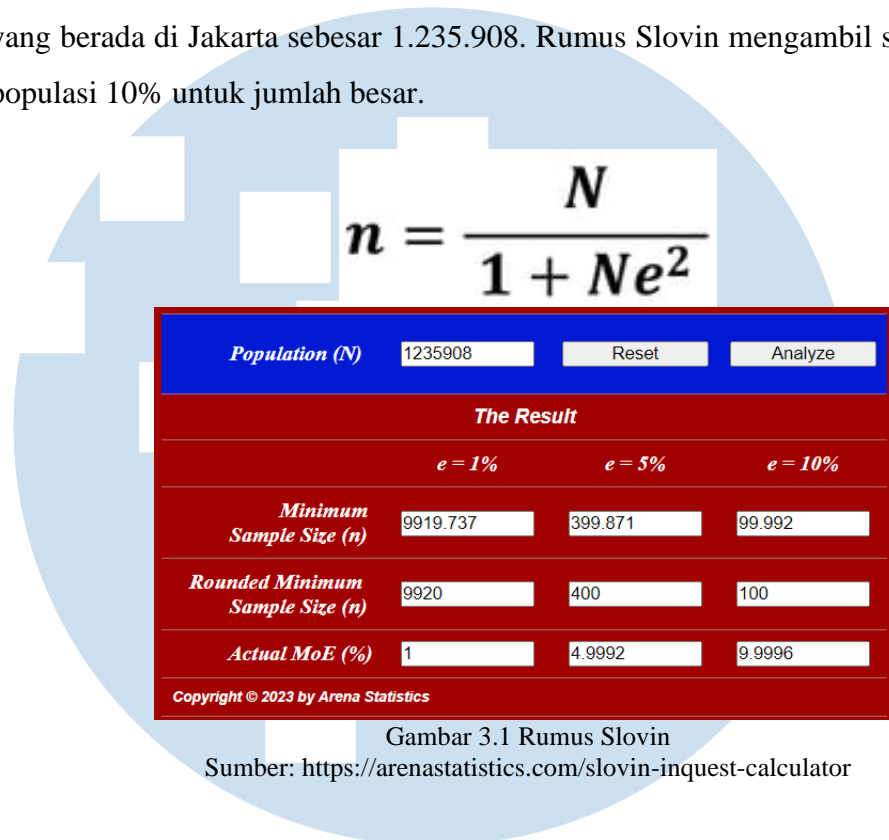 yang berada di Jakarta sebesar 1.235.908. Rumus Slovin mengambil
populasi 10% untuk jumlah besar.
n = N / 1 + Ne²
Population (N) 1235908 Reset Analyze
The Result
e = 1% e = 5% e = 10%
Minimum
Sample Size (n) 9919.737 399.871 99.992
Rounded Minimum
Sample Size (n) 9920 400 100
Actual MoE (%) 1 4.9992 9.9996
Copyright © 2023 by Arena Statistics
Gambar 3.1 Rumus Slovin
Sumber: https://arenastatistics.com/slovin-inquest-calculator